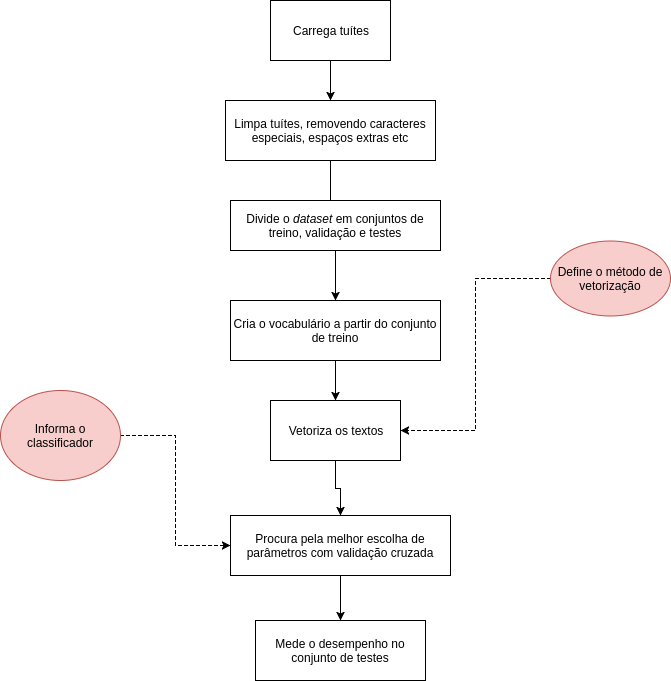 Carrega tuítes
Limpa tuítes, removendo caracteres
especiais, espaços extras etc
Divide o dataset em conjuntos de
treino, validação e testes
Define o método de
vetorização
Cria o vocabulário a partir do conjunto
de treino
Vetoriza os textos
Informa o
classificador
Procura pela melhor escolha de
parâmetros com validação cruzada
Mede o desempenho no
conjunto de testes